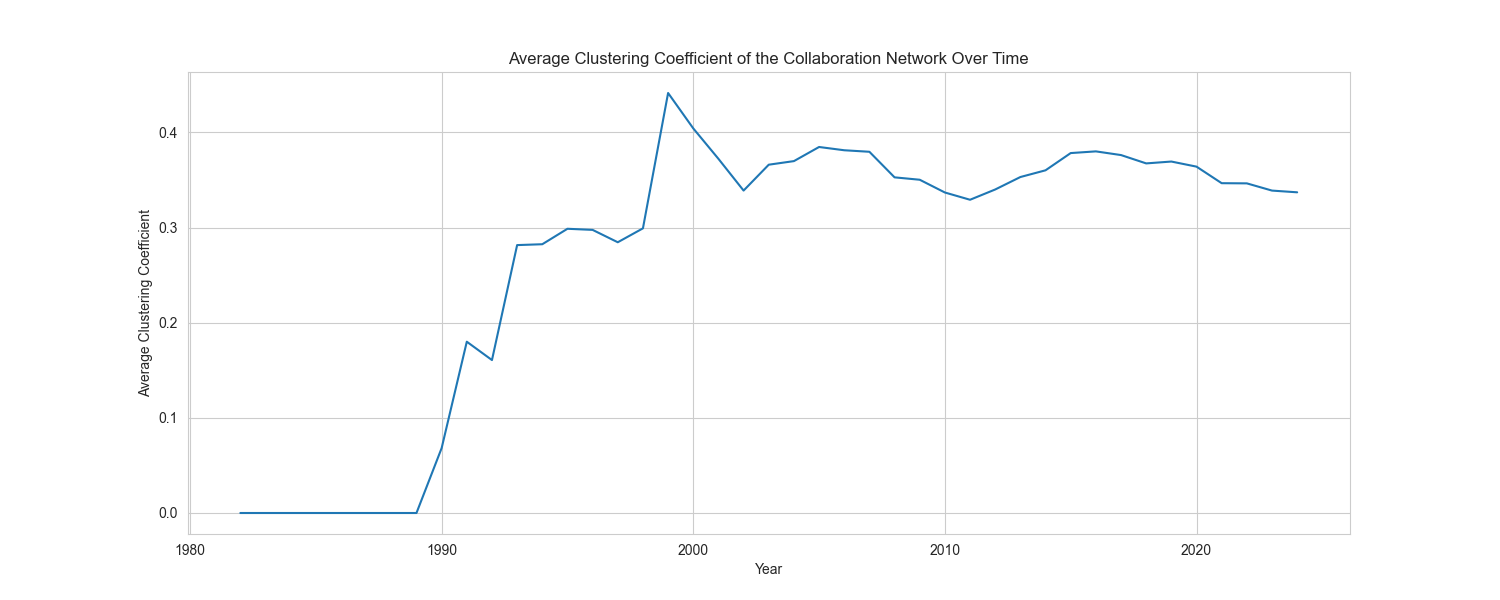 Average Clustering Coefficient of the Collaboration Network Over Time
Average Clustering Coefficient
0.4
0.3
0.2
0.1
0.0
1980 1990 2000 2010 2020
Year